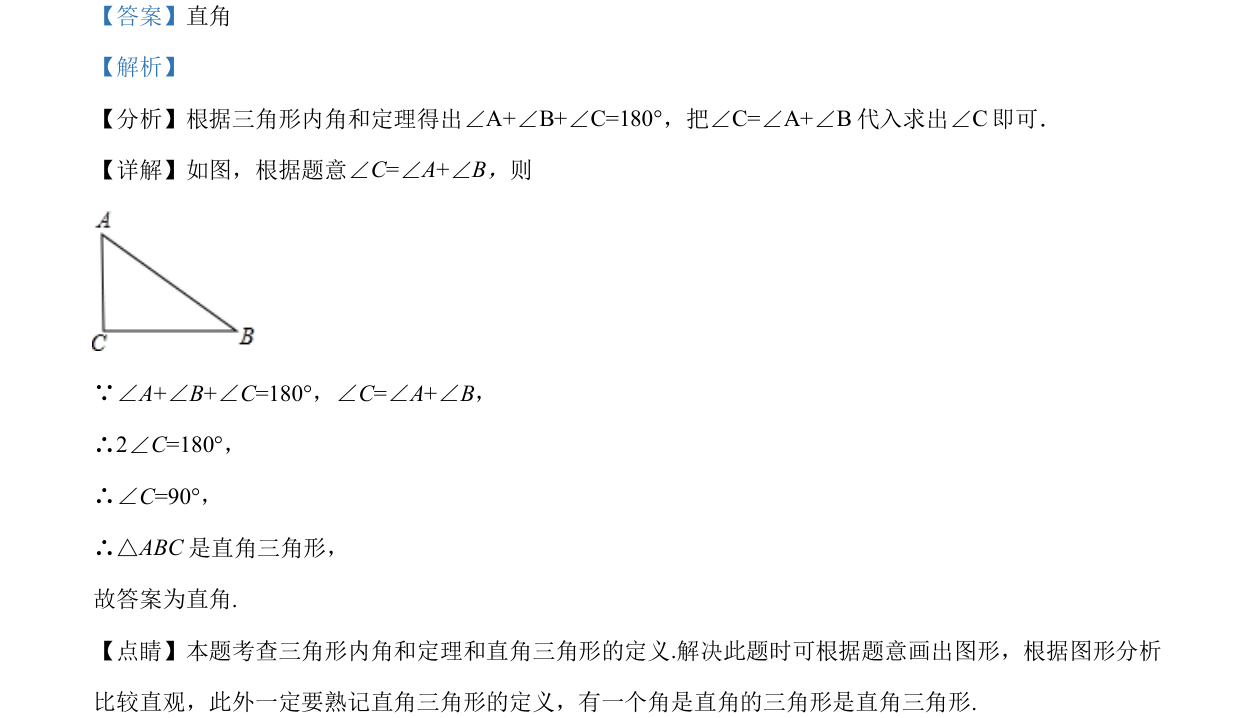 【答案】直角
【解析】
【分析】根据三角形内角和定理得出∠A+∠B+∠C=180°，把∠C=∠A+∠B代入求出∠C即可．
【详解】如图，根据题意∠C=∠A+∠B，则
A
C
B
∵∠A+∠B+∠C=180°，∠C=∠A+∠B，
∴2∠C=180°，
∴∠C=90°，
∴△ABC是直角三角形，
故答案为直角.
【点睛】本题考查三角形内角和定理和直角三角形的定义.解决此题时可根据题意画出图形，根据图形分析
比较直观，此外一定要熟记直角三角形的定义，有一个角是直角的三角形是直角三角形.